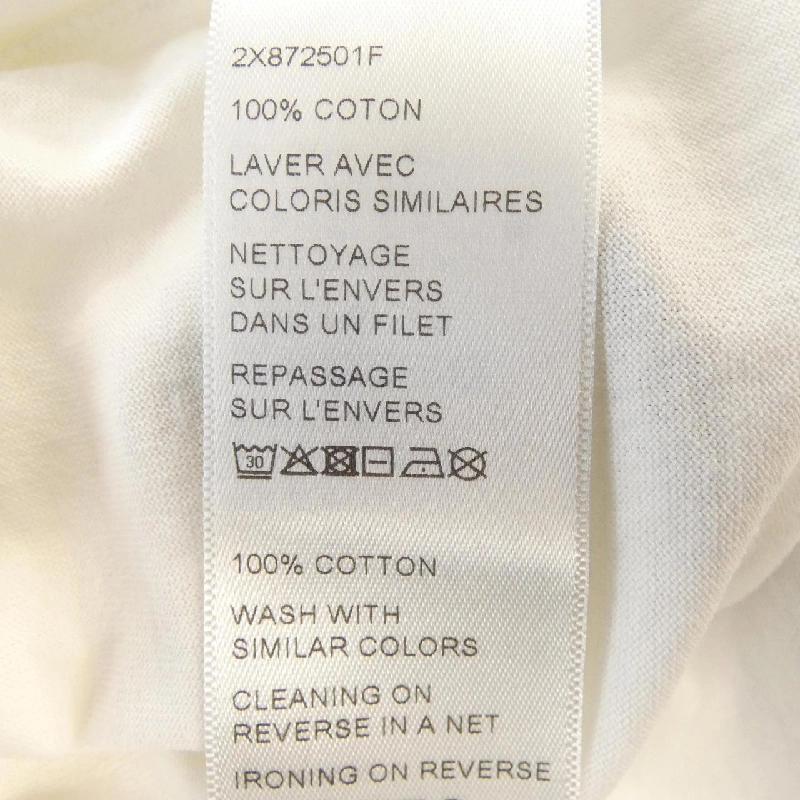 2X872501F
100% COTON
LAVER AVEC
COLORIS SIMILAIRES
NETTOYAGE
SUR L'ENVERS
DANS UN FILET
REPASSAGE
SUR L'ENVERS
30
100% COTTON
WASH WITH
SIMILAR COLORS
CLEANING ON
REVERSE IN A NET
IRONING ON REVERSE